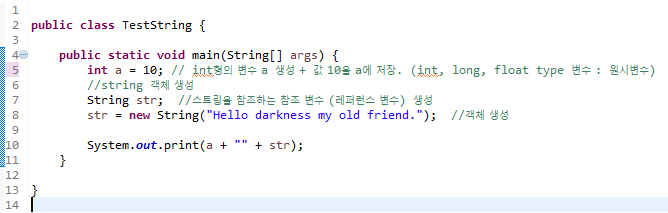 1
2 public class TestString {
3
4 public static void main(String[] args) {
5 int a = 10; // int형의 변수 a 생성 + 값 10을 a에 저장. (int, long, float type 변수 : 원시변수)
6 //string 객체 생성
7 String str; //스트링을 참조하는 참조 변수 (레퍼런스 변수) 생성
8 str = new String("Hello darkness my old friend."); //객체 생성
9
10 System.out.print(a + "" + str);
11 }
12
13 }
14